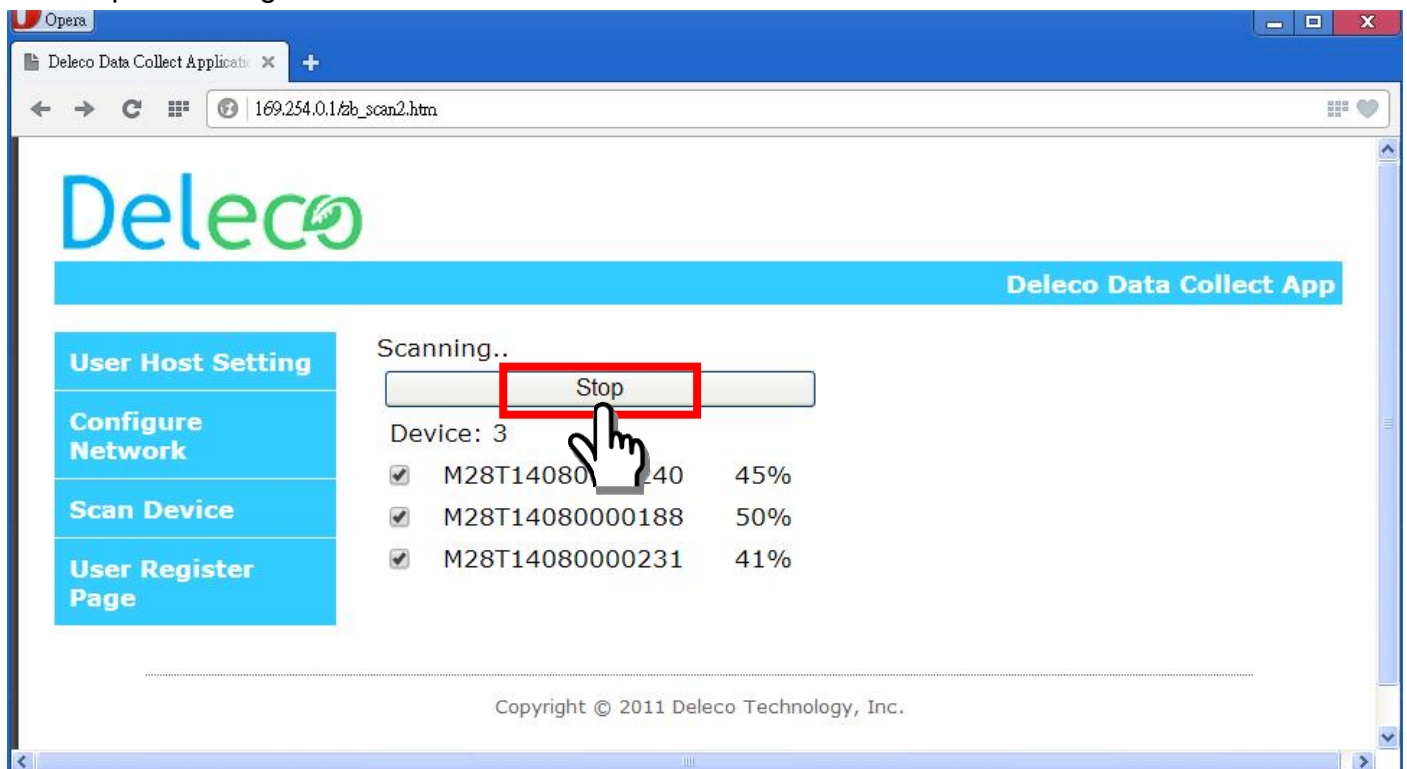 Opera
Deleco Data Collect Applicatio
169.254.0.1/zb_scan2.htm
Deleco
Deleco Data Collect App
User Host Setting
Configure
Network
Scan Device
User Register
Page
Scanning..
Stop
Device: 3
45%
M28T14080000188 50%
M28T14080000231 41%
Copyright © 2011 Deleco Technology, Inc.